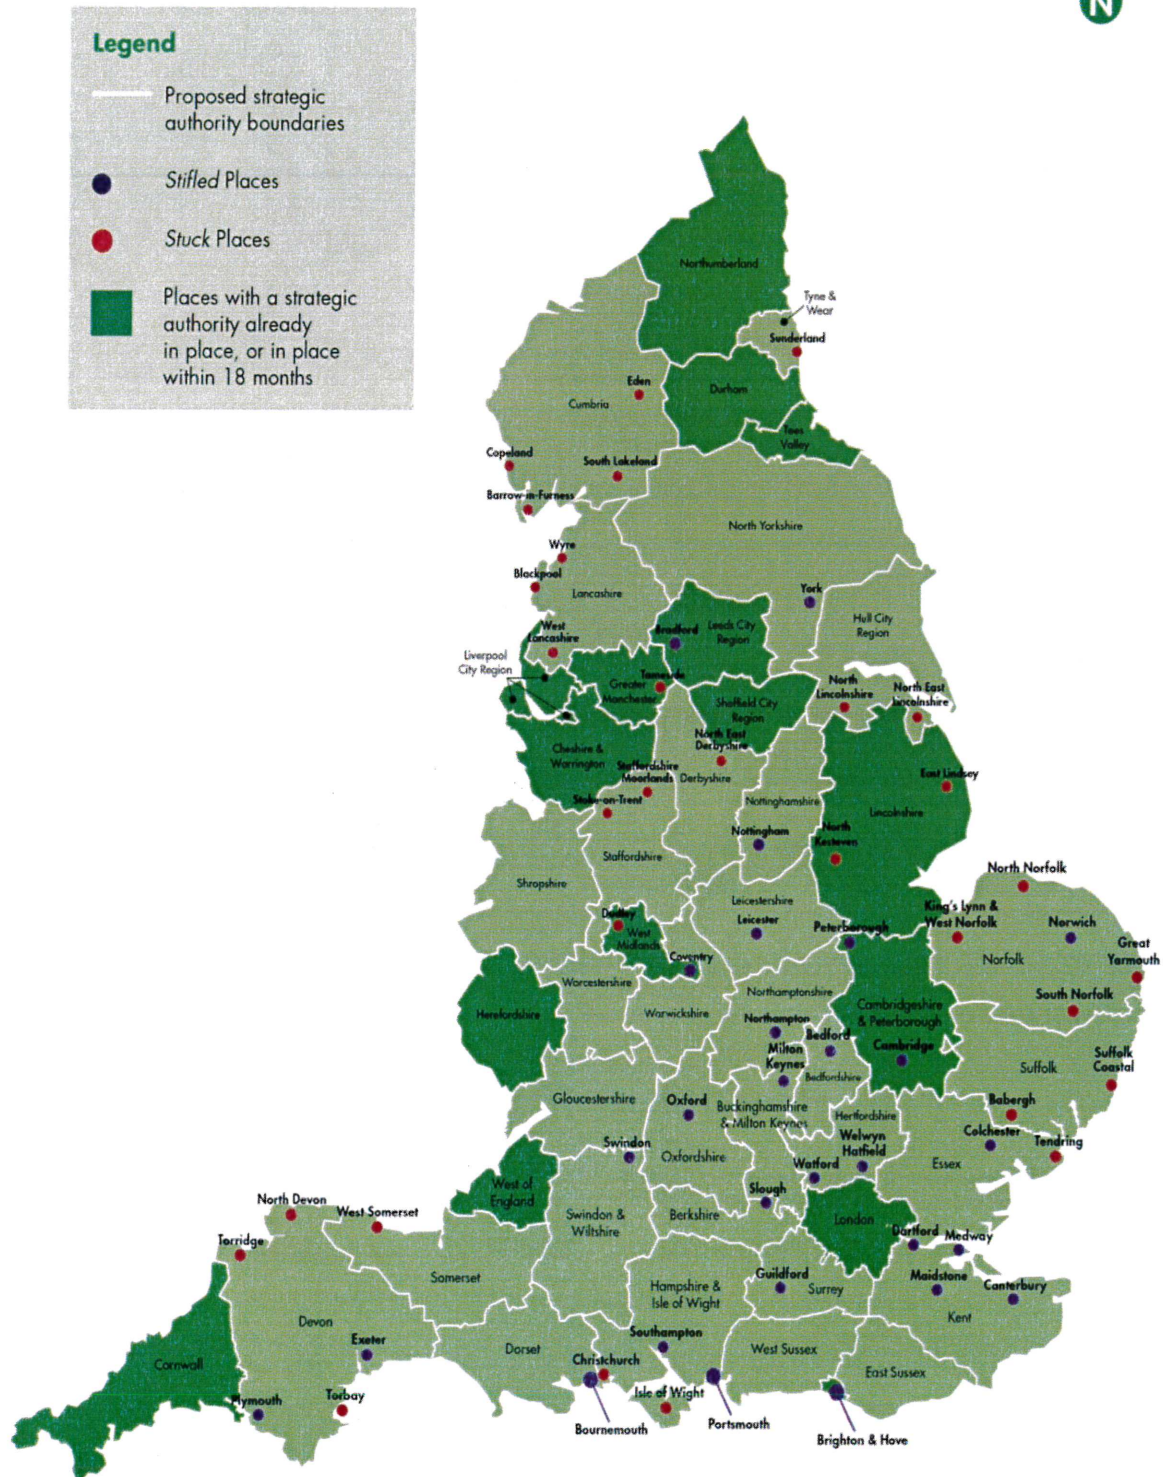 N
Legend
Proposed strategic
authority boundaries
Stifled Places
Stuck Places
Places with a strategic
authority already
in place, or in place
within 18 months
Northumberland
Tyne &
Wear
Sunderland
Eden
Cumbria
Durham
Tees
Valley
Copeland
South Lakeland
Barrow-in-Furness
North Yorkshire
Wyre
Blackpool
Lancashire
York
Hull City
Region
West
Lancashire
Bradford
Leeds City
Region
Liverpool
City Region
Tameside
Greater
Manchester
Sheffield City
Region
North
Lincolnshire
North East
Lincolnshire
Cheshire &
Warrington
North East
Derbyshire
Derbyshire
Staffordshire
Moorlands
Stoke-on-Trent
East Lindsey
Nottinghamshire
Lincolnshire
Nottingham
North
Kesteven
Staffordshire
Shropshire
North Norfolk
Leicestershire
Leicester
King's Lynn &
West Norfolk
Norwich
Dudley
West
Midlands
Peterborough
Great
Yarmouth
Norfolk
Coventry
Worcestershire
Northamptonshire
South Norfolk
Herefordshire
Warwickshire
Cambridgeshire
& Peterborough
Northampton
Bedford
Cambridge
Milton
Keynes
Bedfordshire
Suffolk
Suffolk
Coastal
Gloucestershire
Oxford
Buckinghamshire
& Milton Keynes
Hertfordshire
Babergh
Colchester
Tendring
Swindon
Oxfordshire
Welwyn
Hatfield
Watford
Essex
West of
England
Slough
North Devon
West Somerset
Swindon &
Wiltshire
Berkshire
London
Dartford
Medway
Torridge
Somerset
Guildford
Surrey
Maidstone
Canterbury
Hampshire &
Isle of Wight
Kent
Devon
Exeter
Dorset
Southampton
West Sussex
East Sussex
Cornwall
Christchurch
Plymouth
Torbay
Isle of Wight
Bournemouth
Portsmouth
Brighton & Hove